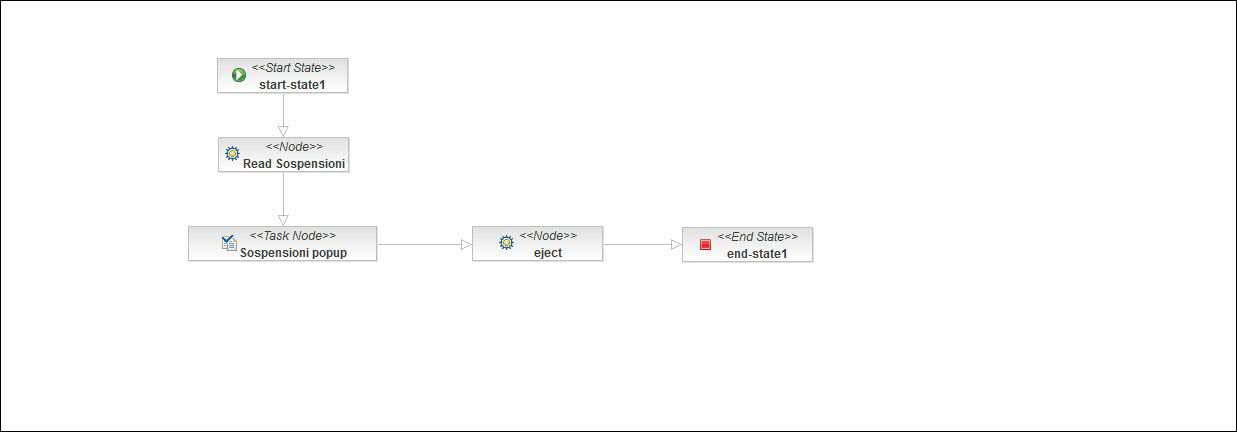 <<Start State>>
start-state1
<<Node>>
Read Sospensioni
<<Task Node>>
Sospensioni popup
<<Node>>
eject
<<End State>>
end-state1